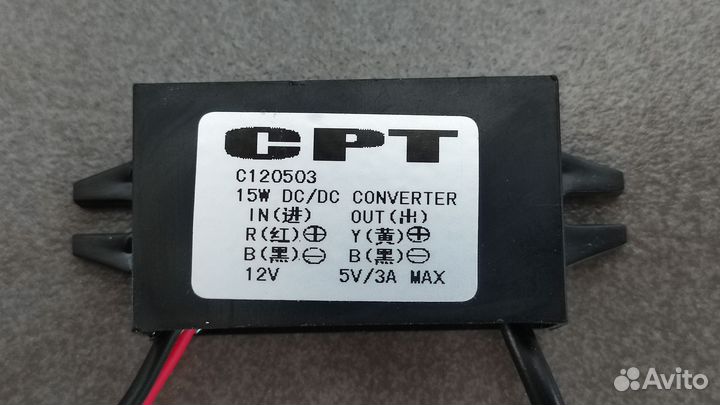 CPT
C120503
15W DC/DC CONVERTER
IN(进) OUT(出)
R(红)⊕ Y(黄)⊕
B(黑)⊖ B(黑)⊖
12V 5V/3A MAX
Avito